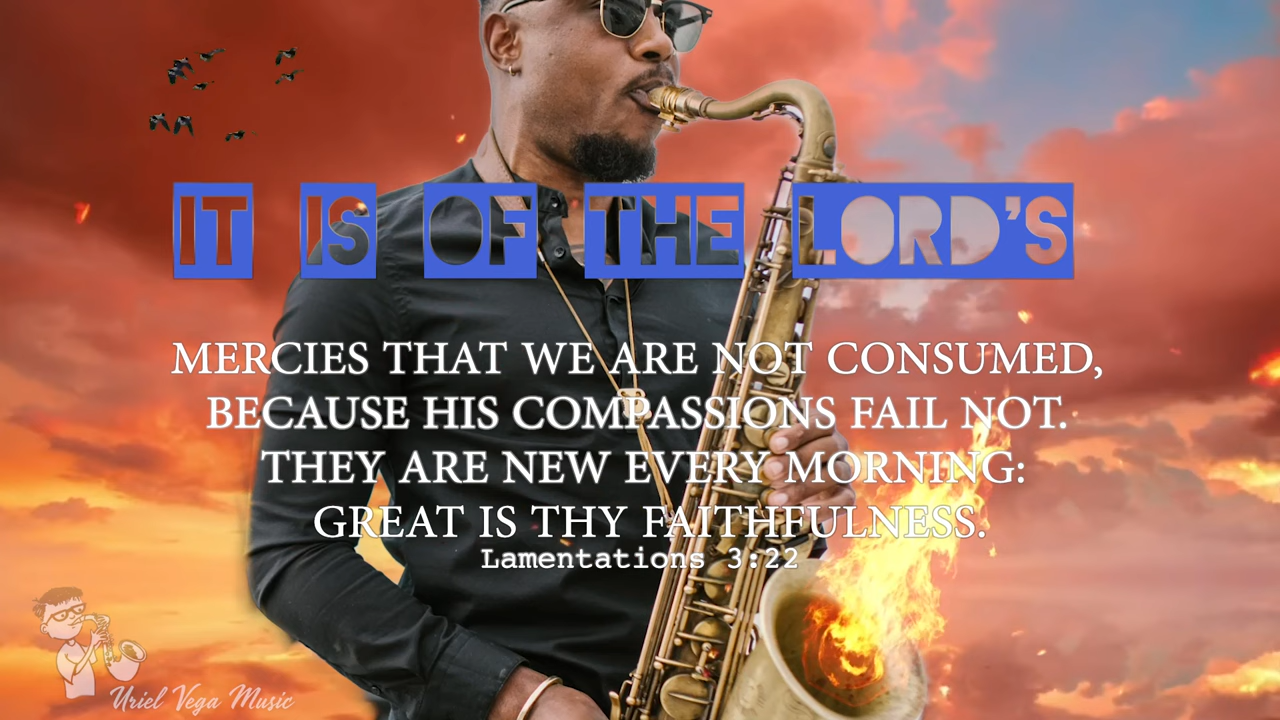 IT IS OF THE LORD'S
MERCIES THAT WE ARE NOT CONSUMED,
BECAUSE HIS COMPASSIONS FAIL NOT.
THEY ARE NEW EVERY MORNING:
GREAT IS THY FAITHFULNESS.
Lamentations 3:22
Uriel Vega Music